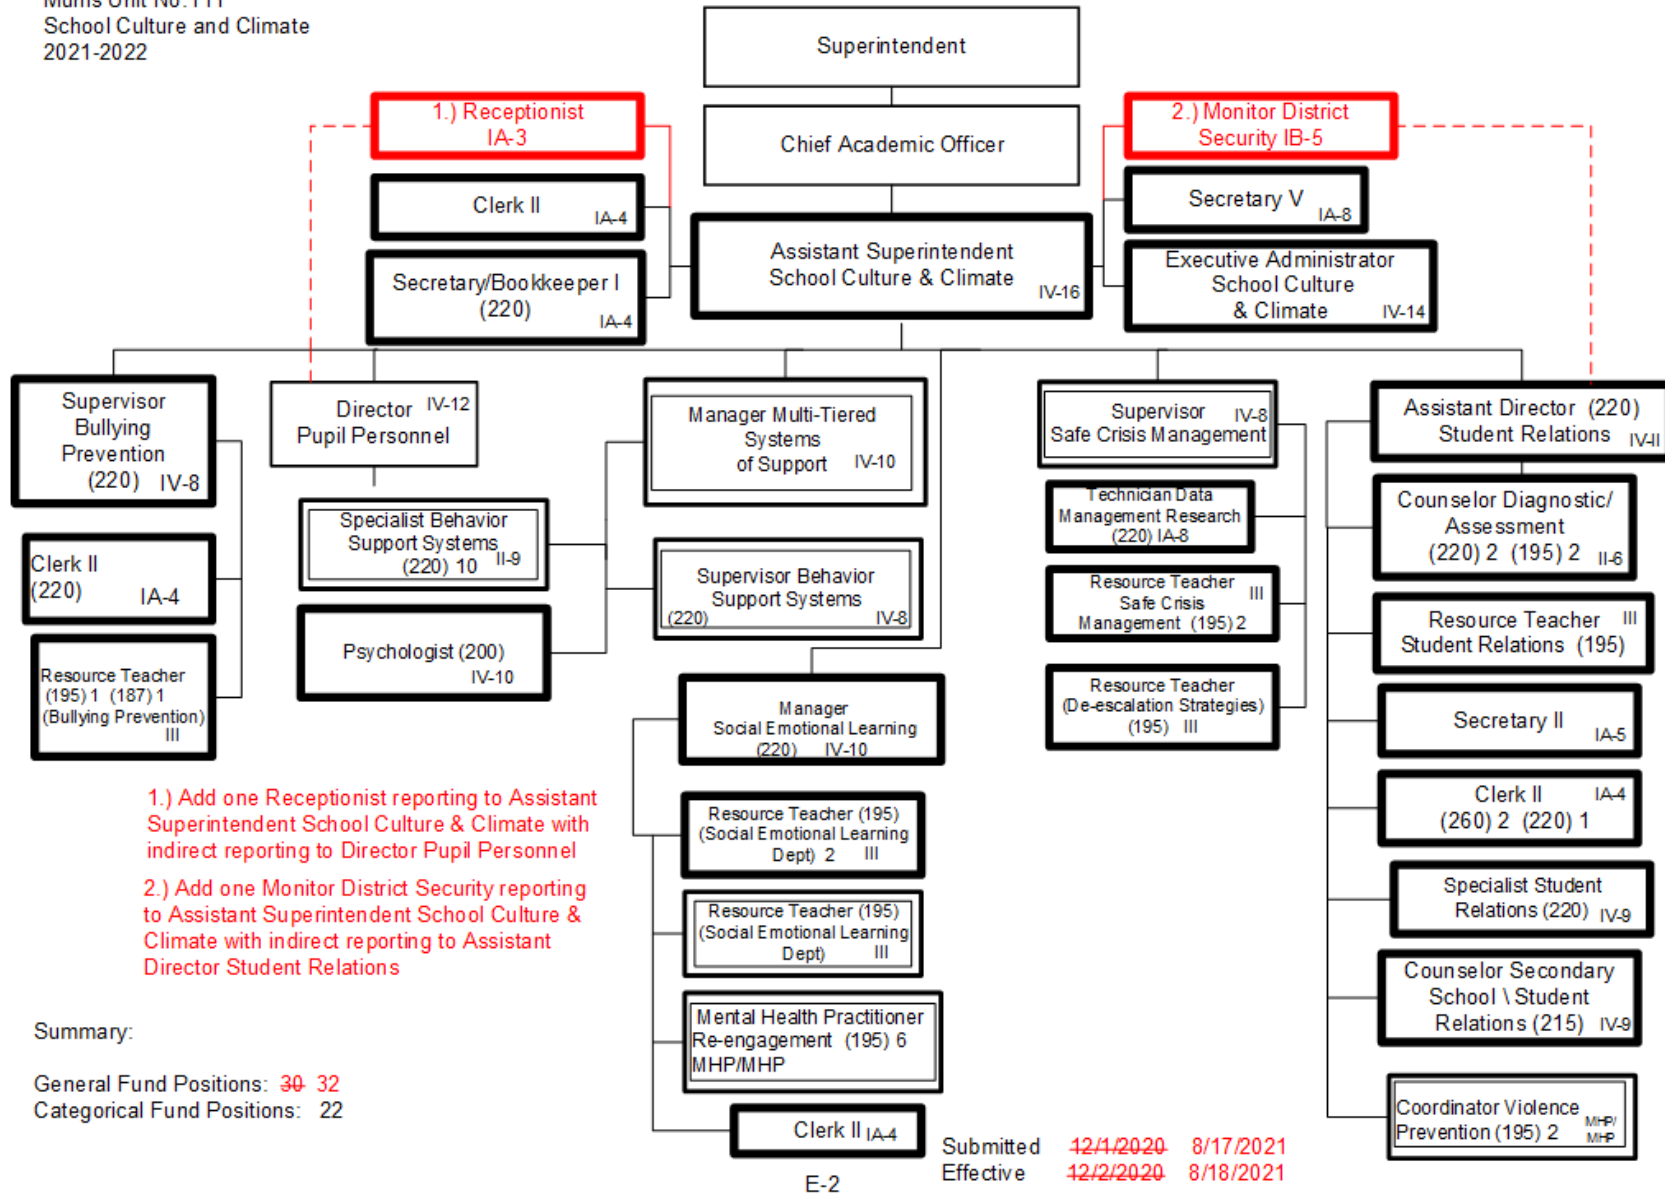 Munis Unit No. 111
School Culture and Climate
2021-2022
Superintendent
1.) Receptionist
IA-3
Chief Academic Officer
2.) Monitor District
Security IB-5
Clerk II
IA-4
Secretary V
IA-8
Secretary/Bookkeeper I
(220)
IA-4
Assistant Superintendent
School Culture & Climate
IV-16
Executive Administrator
School Culture
& Climate IV-14
Supervisor
Bullying
Prevention
(220) IV-8
Clerk II
(220) IA-4
Resource Teacher
(195) 1 (187) 1
(Bullying Prevention)
III
Director IV-12
Pupil Personnel
Manager Multi-Tiered
Systems
of Support IV-10
Specialist Behavior
Support Systems
(220) 10 II-9
Supervisor Behavior
Support Systems
(220) IV-8
Psychologist (200)
IV-10
Manager
Social Emotional Learning
(220) IV-10
Resource Teacher (195)
(Social Emotional Learning
Dept) 2 III
Resource Teacher (195)
(Social Emotional Learning
Dept) III
Mental Health Practitioner
Re-engagement (195) 6
MHP/MHP
Clerk II IA-4
Supervisor IV-8
Safe Crisis Management
Technician Data
Management Research
(220) IA-8
Resource Teacher III
Safe Crisis
Management (195) 2
Resource Teacher
(De-escalation Strategies)
(195) III
Assistant Director (220)
Student Relations IV-II
Counselor Diagnostic/
Assessment
(220) 2 (195) 2 II-6
Resource Teacher III
Student Relations (195)
Secretary II
IA-5
Clerk II IA-4
(260) 2 (220) 1
Specialist Student
Relations (220) IV-9
Counselor Secondary
School \ Student
Relations (215) IV-9
Coordinator Violence
Prevention (195) 2 MHP/
MHP
1.) Add one Receptionist reporting to Assistant
Superintendent School Culture & Climate with
indirect reporting to Director Pupil Personnel
2.) Add one Monitor District Security reporting
to Assistant Superintendent School Culture &
Climate with indirect reporting to Assistant
Director Student Relations
Summary:
General Fund Positions: 30 32
Categorical Fund Positions: 22
Submitted 12/1/2020 8/17/2021
Effective 12/2/2020 8/18/2021
E-2